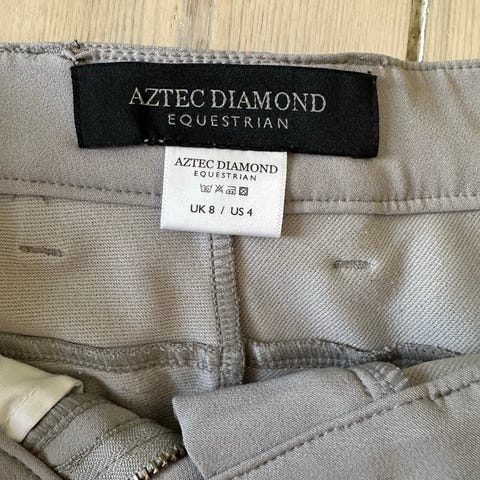 AZTEC DIAMOND
EQUESTRIAN
AZTEC DIAMOND
EQUESTRIAN
UK 8 / US 4